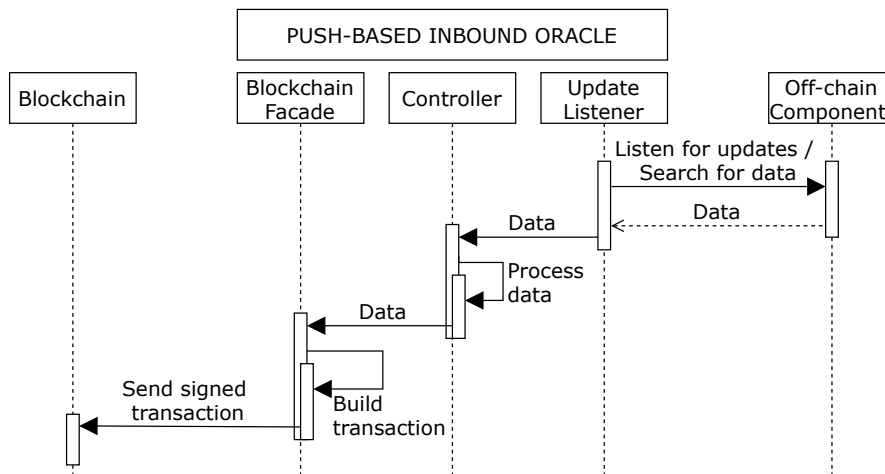 PUSH-BASED INBOUND ORACLE
Blockchain
Blockchain
Facade
Controller
Update
Listener
Off-chain
Component
Listen for updates /
Search for data
Data
Data
Process
data
Data
Build
transaction
Send signed
transaction